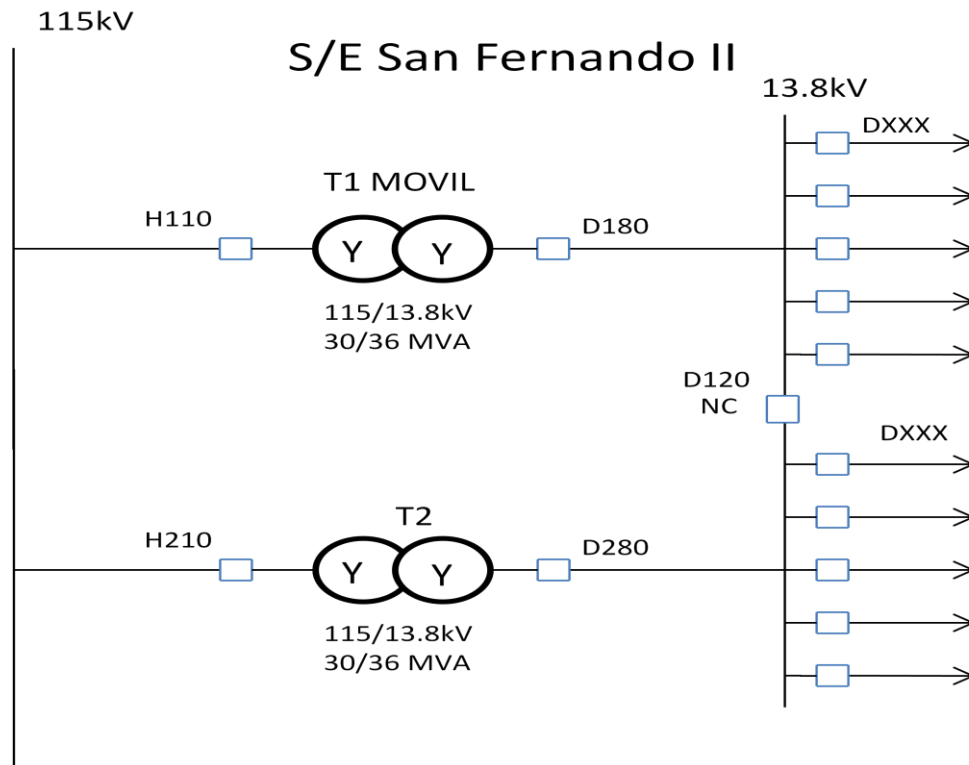 115kV
S/E San Fernando II
13.8kV
DXXX
T1 MOVIL
H110
D180
Y
Y
115/13.8kV
30/36 MVA
D120
NC
DXXX
T2
H210
D280
Y
Y
115/13.8kV
30/36 MVA